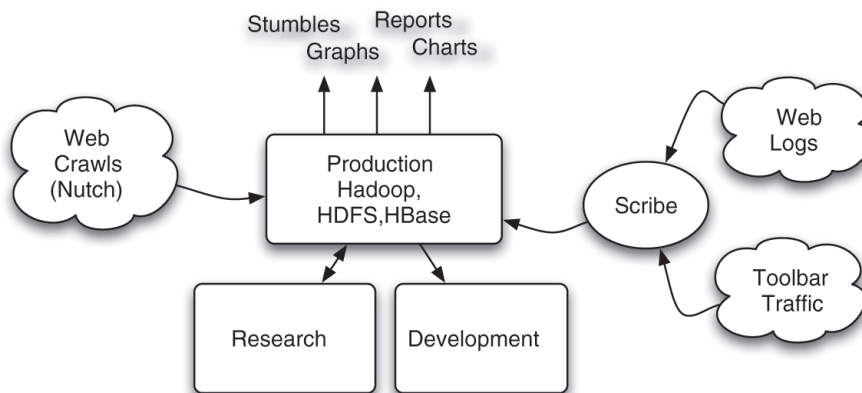 Stumbles
Reports
Graphs
Charts
Web
Crawls
(Nutch)
Production
Hadoop,
HDFS,HBase
Scribe
Web
Logs
Toolbar
Traffic
Research
Development